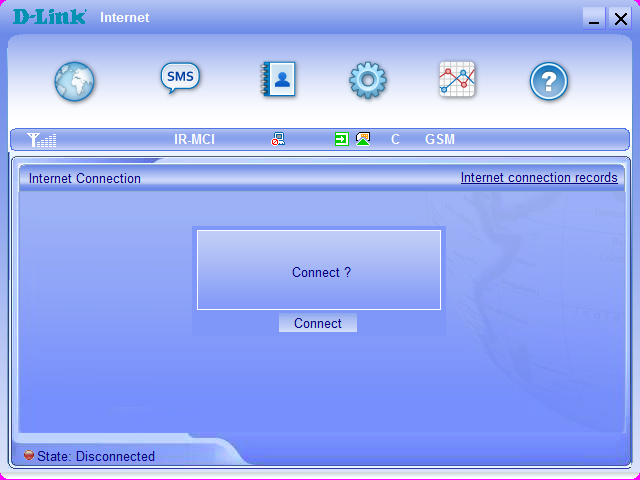 D-Link Internet
SMS
?
IR-MCI C GSM
Internet Connection Internet connection records
Connect ?
Connect
State: Disconnected